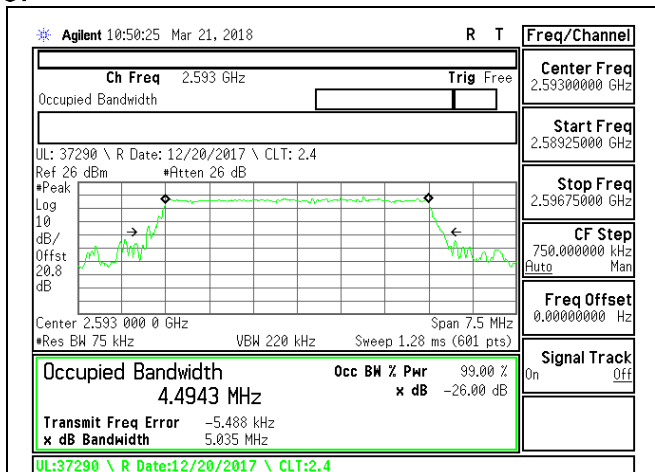 Agilent 10:50:25 Mar 21, 2018 R T
Freq/Channel
Ch Freq 2.593 GHz Trig Free
Occupied Bandwidth
Center Freq
2.59300000 GHz
Start Freq
2.58925000 GHz
Stop Freq
2.59675000 GHz
CF Step
750.000000 kHz
Auto Man
Freq Offset
0.00000000 Hz
Signal Track
On Off
UL: 37290 \ R Date: 12/20/2017 \ CLT: 2.4
Ref 26 dBm #Atten 26 dB
#Peak
Log
10
dB/
Offst
20.8
dB
Center 2.593 000 0 GHz Span 7.5 MHz
#Res BW 75 kHz VBW 220 kHz Sweep 1.28 ms (601 pts)
Occupied Bandwidth Occ BW % Pwr 99.00 %
4.4943 MHz x dB -26.00 dB
Transmit Freq Error -5.488 kHz
x dB Bandwidth 5.035 MHz
UL:37290 \ R Date:12/20/2017 \ CLT:2.4